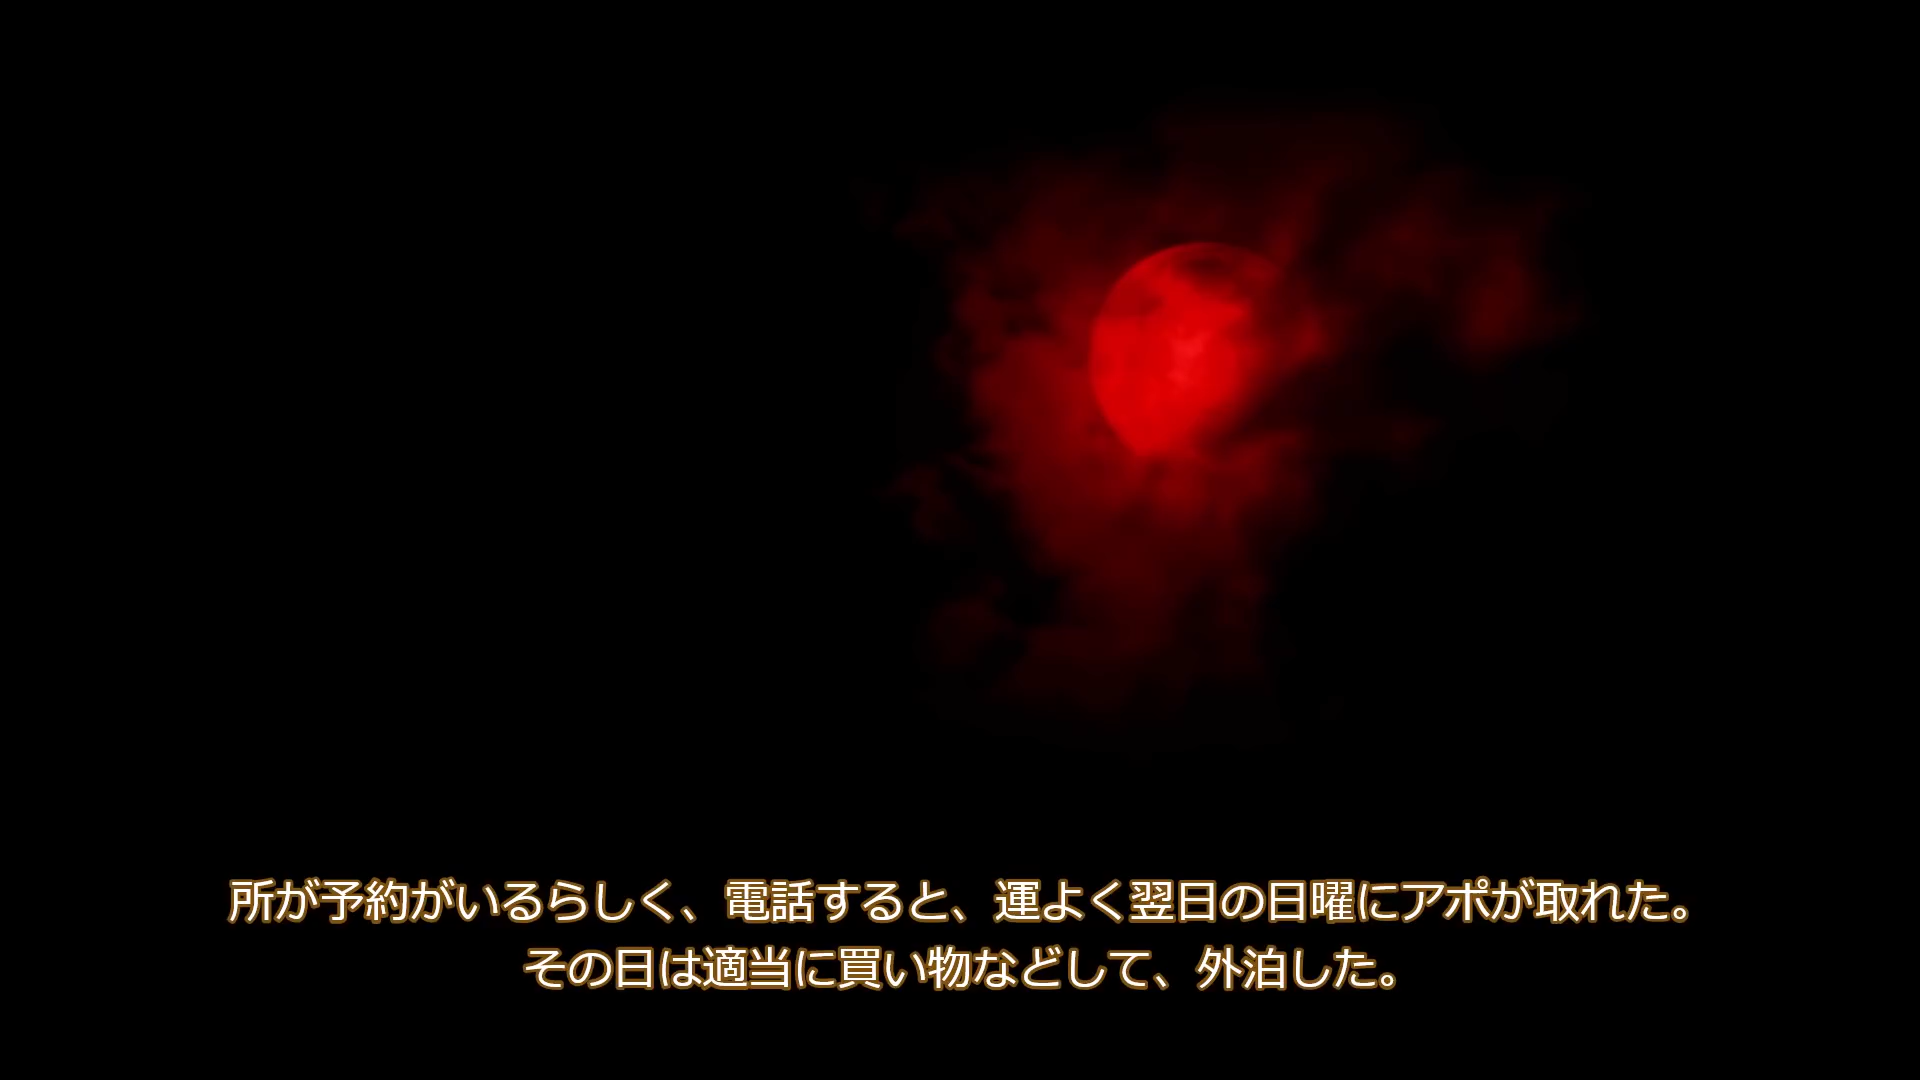 所が予約がいるらしく、電話すると、運よく翌日の日曜にアポが取れた。
その日は適当に買い物などして、外泊した。